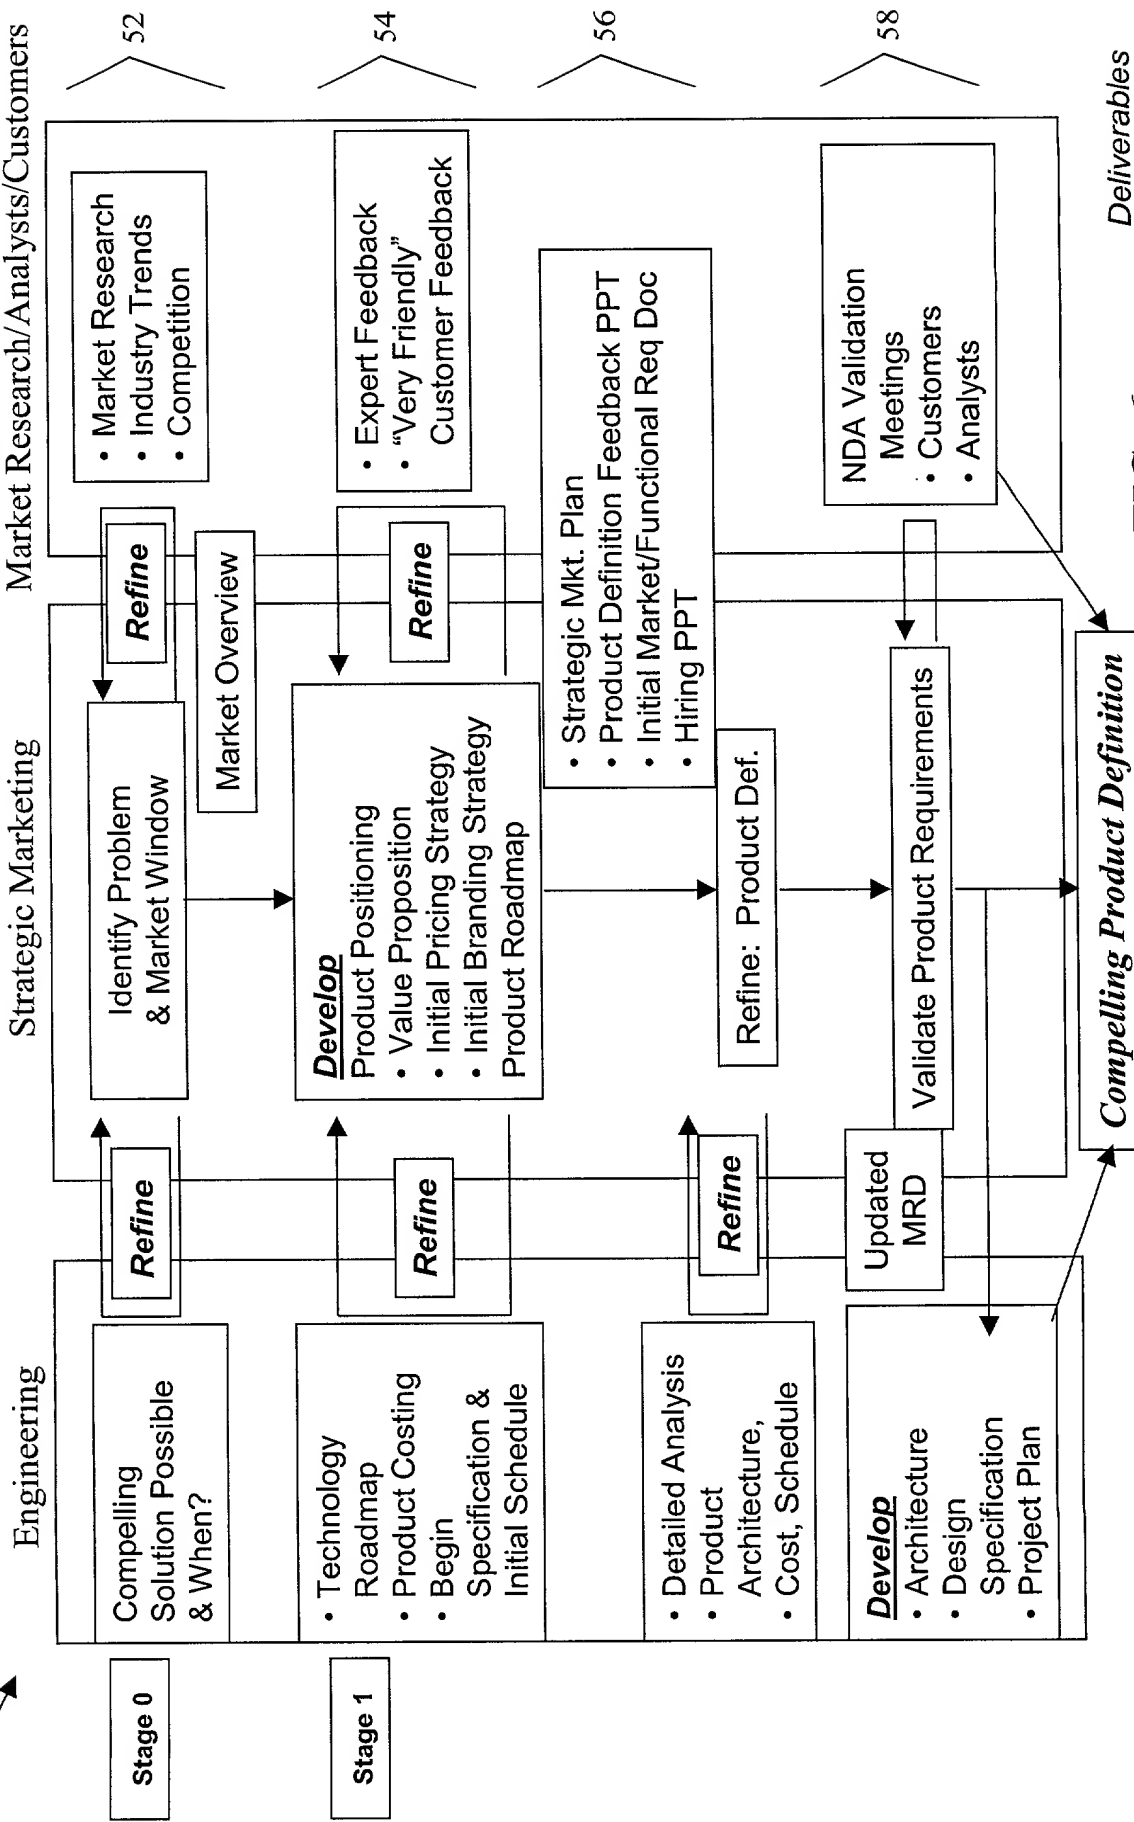 Engineering
Strategic Marketing
Market Research/Analysts/Customers
Stage 0
Compelling
Solution Possible
& When?
Refine
Identify Problem
& Market Window
Refine
• Market Research
• Industry Trends
• Competition
52
Market Overview
Stage 1
• Technology
Roadmap
• Product Costing
• Begin
Specification &
Initial Schedule
Refine
Develop
Product Positioning
• Value Proposition
• Initial Pricing Strategy
• Initial Branding Strategy
Product Roadmap
Refine
• Expert Feedback
• “Very Friendly”
Customer Feedback
54
• Strategic Mkt. Plan
• Product Definition Feedback PPT
• Initial Market/Functional Req Doc
• Hiring PPT
56
• Detailed Analysis
• Product
Architecture,
• Cost, Schedule
Refine
Refine: Product Def.
Develop
• Architecture
• Design
Specification
• Project Plan
Updated
MRD
Validate Product Requirements
NDA Validation
Meetings
• Customers
• Analysts
58
Compelling Product Definition
Deliverables